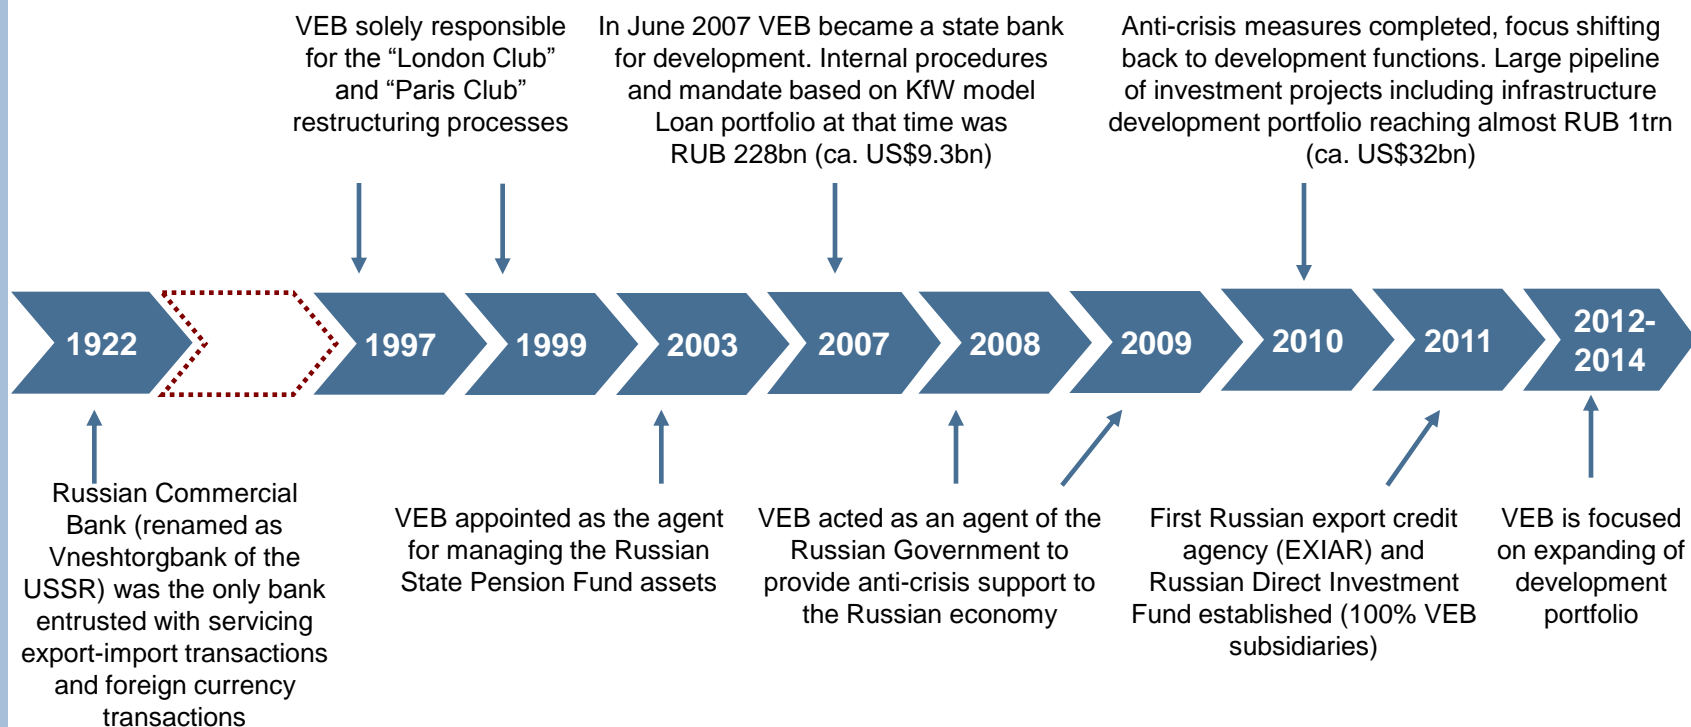 VEB solely responsible
for the “London Club”
and “Paris Club”
restructuring processes
In June 2007 VEB became a state bank
for development. Internal procedures
and mandate based on KfW model
Loan portfolio at that time was
RUB 228bn (ca. US$9.3bn)
Anti-crisis measures completed, focus shifting
back to development functions. Large pipeline
of investment projects including infrastructure
development portfolio reaching almost RUB 1trn
(ca. US$32bn)
1922
1997
1999
2003
2007
2008
2009
2010
2011
2012-
2014
Russian Commercial
Bank (renamed as
Vneshtorgbank of the
USSR) was the only bank
entrusted with servicing
export-import transactions
and foreign currency
transactions
VEB appointed as the agent
for managing the Russian
State Pension Fund assets
VEB acted as an agent of the
Russian Government to
provide anti-crisis support to
the Russian economy
First Russian export credit
agency (EXIAR) and
Russian Direct Investment
Fund established (100% VEB
subsidiaries)
VEB is focused
on expanding of
development
portfolio